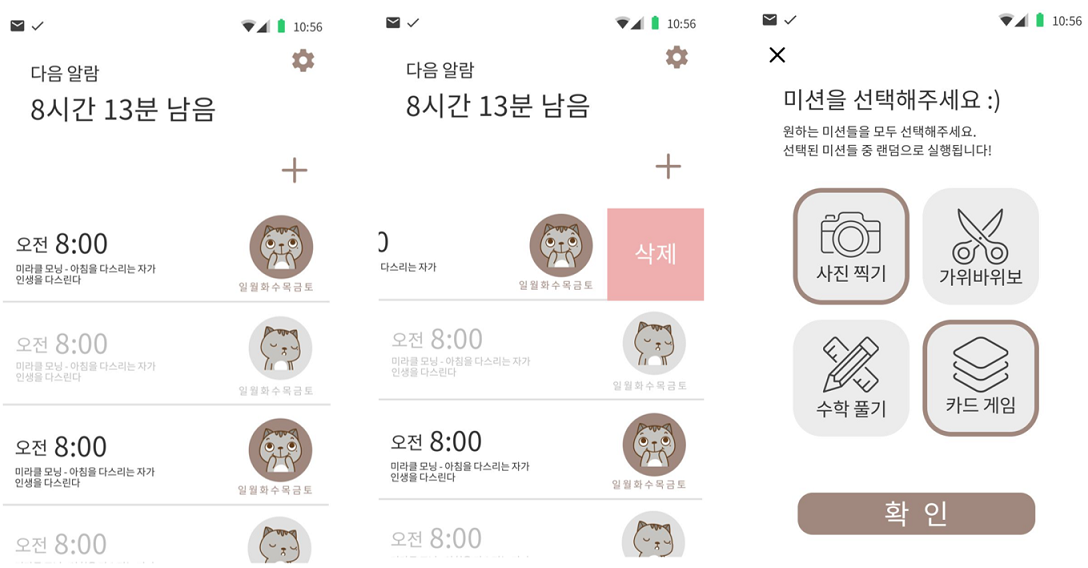 10:56
다음 알람
8시간 13분 남음
오전 8:00
미라클 모닝 - 아침을 다스리는 자가
인생을 다스린다
일월화수목금토
오전 8:00
미라클 모닝 - 아침을 다스리는 자가
인생을 다스린다
일월화수목금토
오전 8:00
미라클 모닝 - 아침을 다스리는 자가
인생을 다스린다
일월화수목금토
오전 8:00
10:56
다음 알람
8시간 13분 남음
0
다스리는 자가
일월화수목금토
삭제
오전 8:00
미라클 모닝 - 아침을 다스리는 자가
인생을 다스린다
일월화수목금토
오전 8:00
미라클 모닝 - 아침을 다스리는 자가
인생을 다스린다
일월화수목금토
오전 8:00
10:56
미션을 선택해주세요 :)
원하는 미션들을 모두 선택해주세요.
선택된 미션들 중 랜덤으로 실행됩니다!
사진 찍기
가위바위보
수학 풀기
카드 게임
확 인